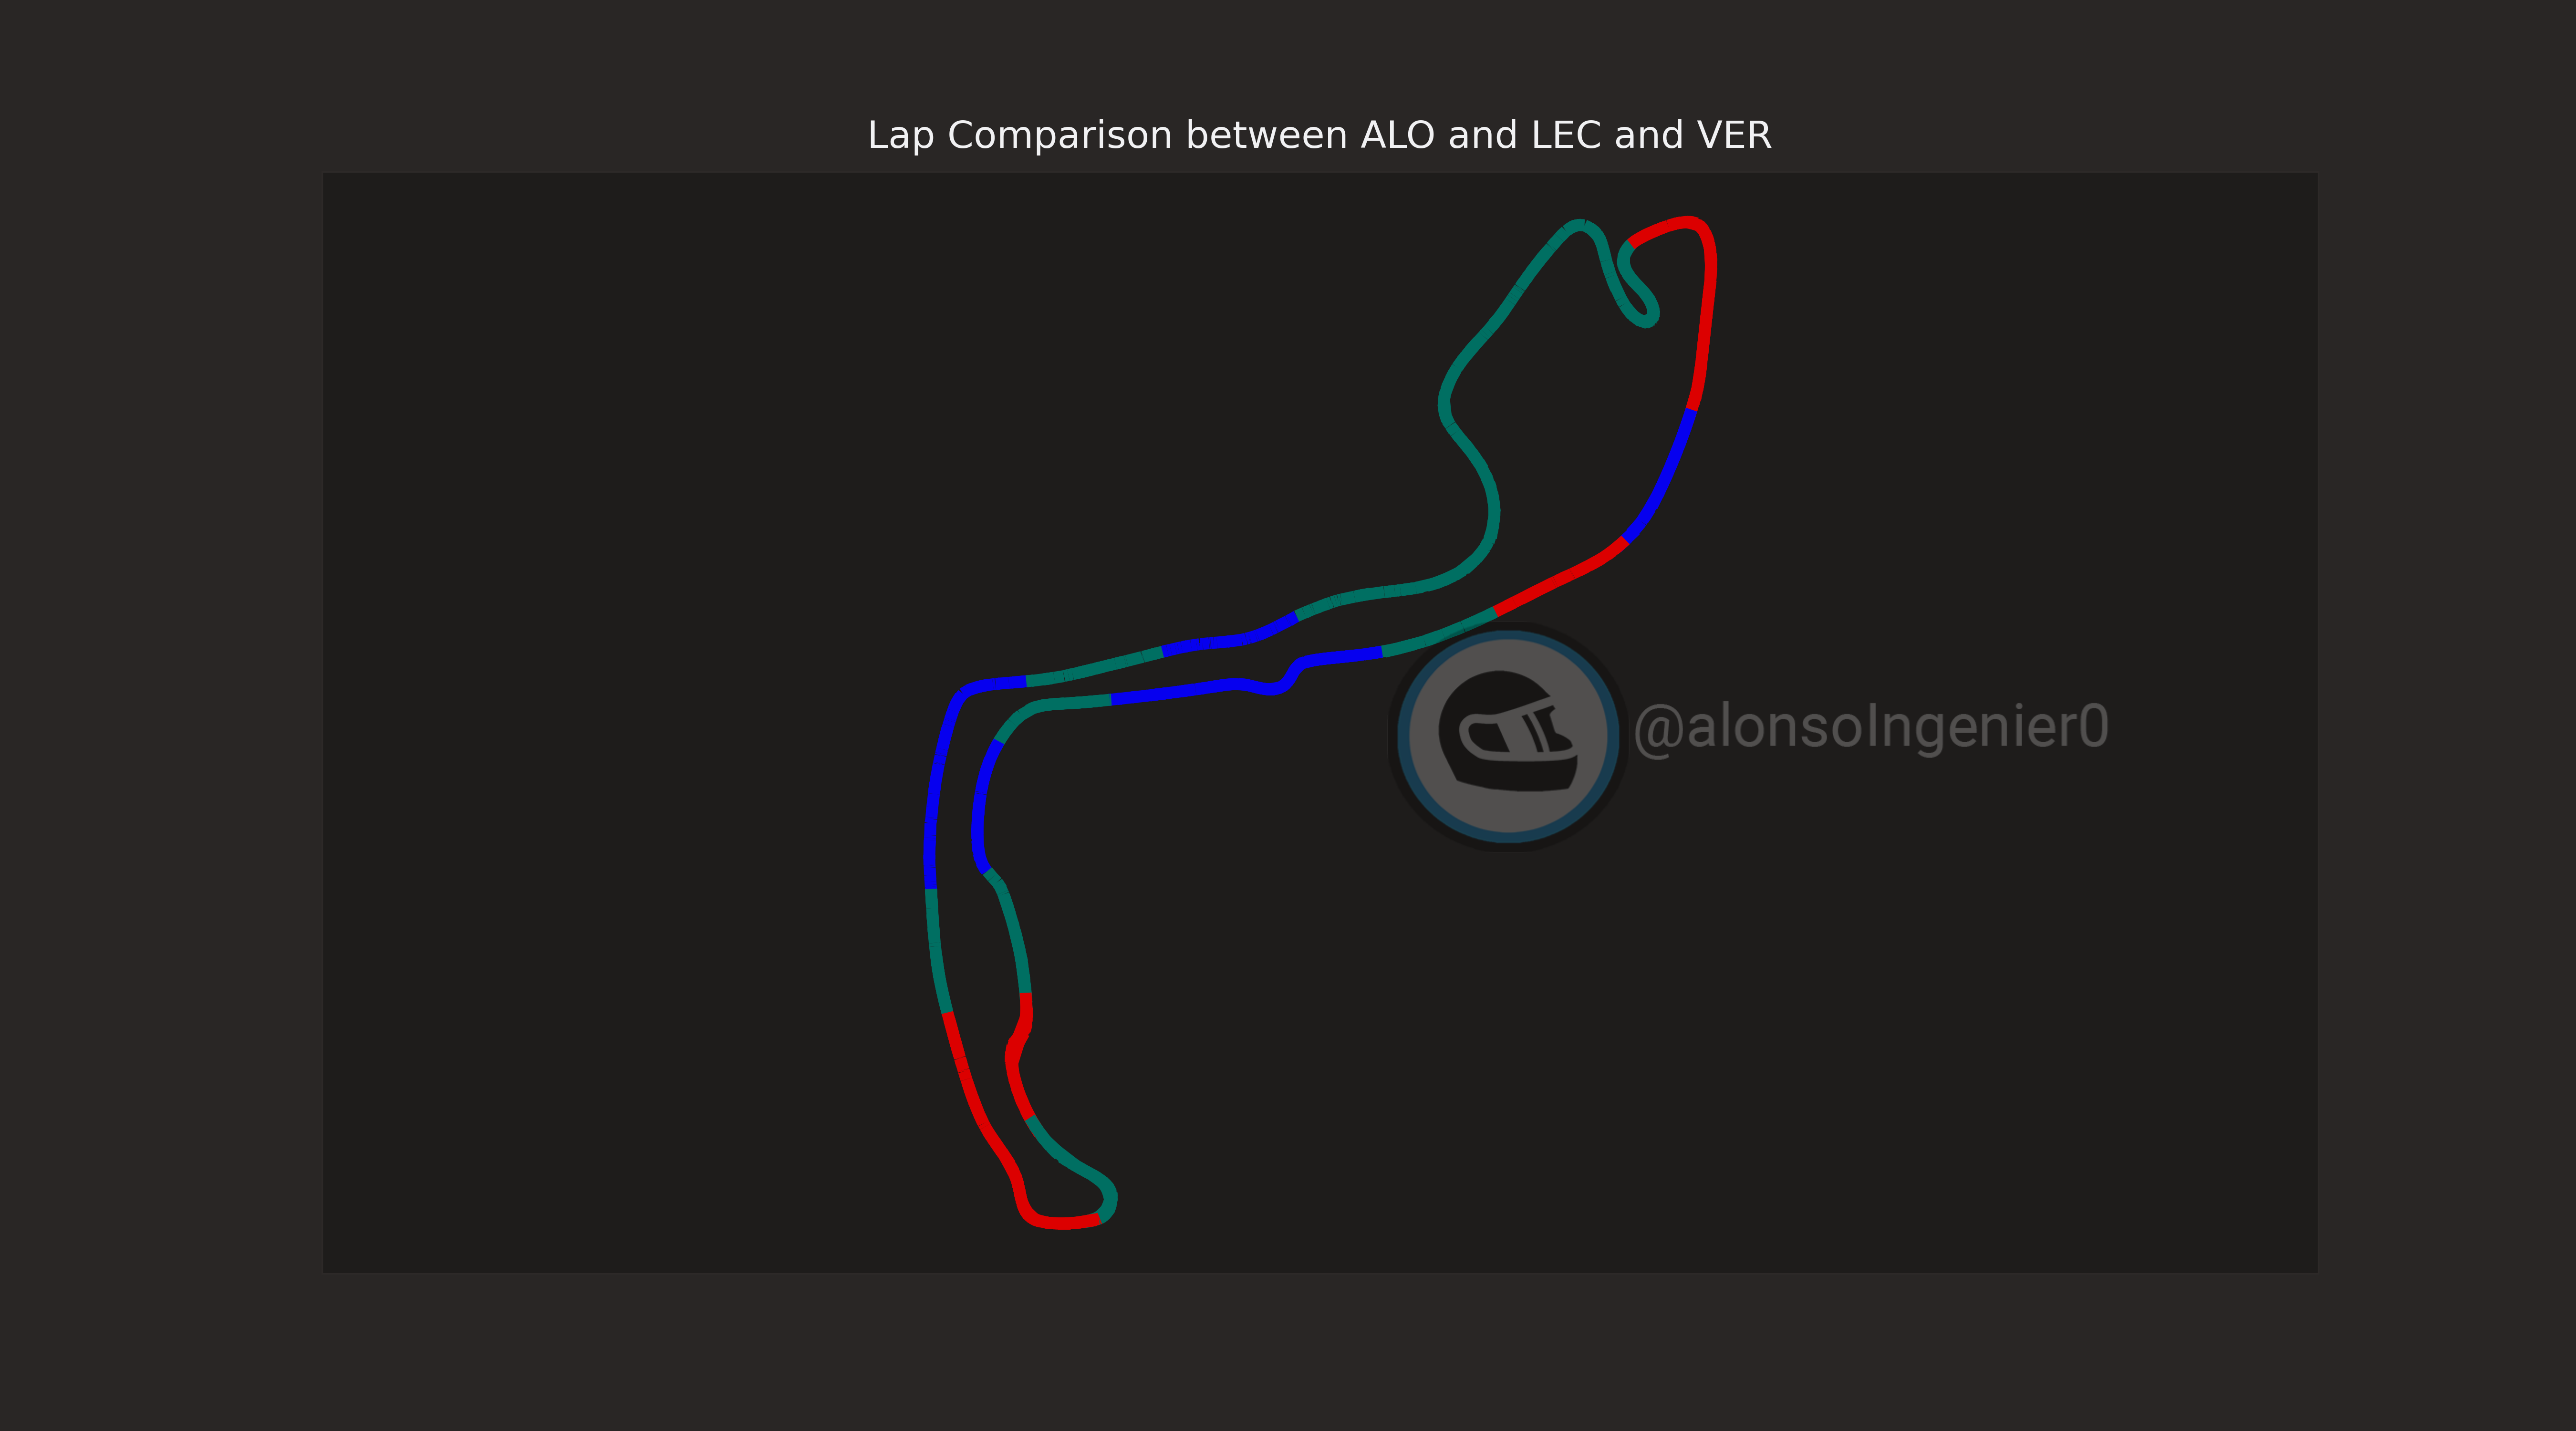 Lap Comparison between ALO and LEC and VER
@alonsoIngenier0